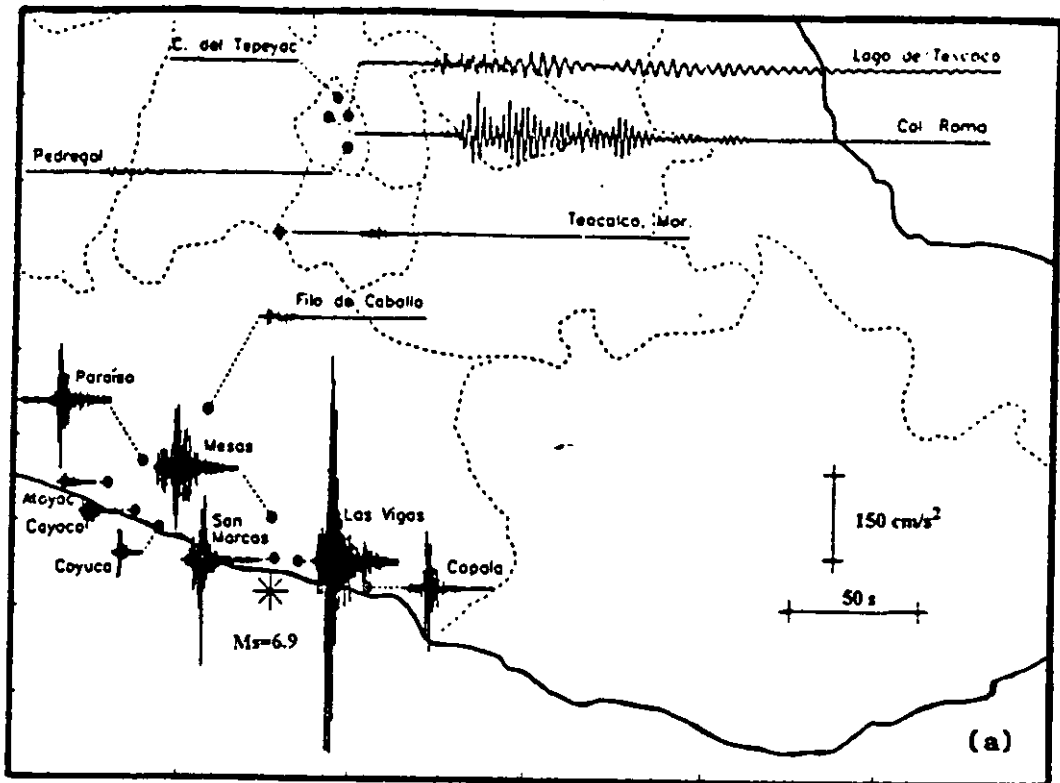 C. del Tepeyac
Lago de Texcoco
Col Roma
Pedregal
Teacalco, Mor.
Filo de Caballo
Paraíso
Mesas
Atoyac
Cayaco
San
Marcos
Las Vigas
Coyuca
Copala
150 cm/s²
50 s
Ms=6.9
(a)